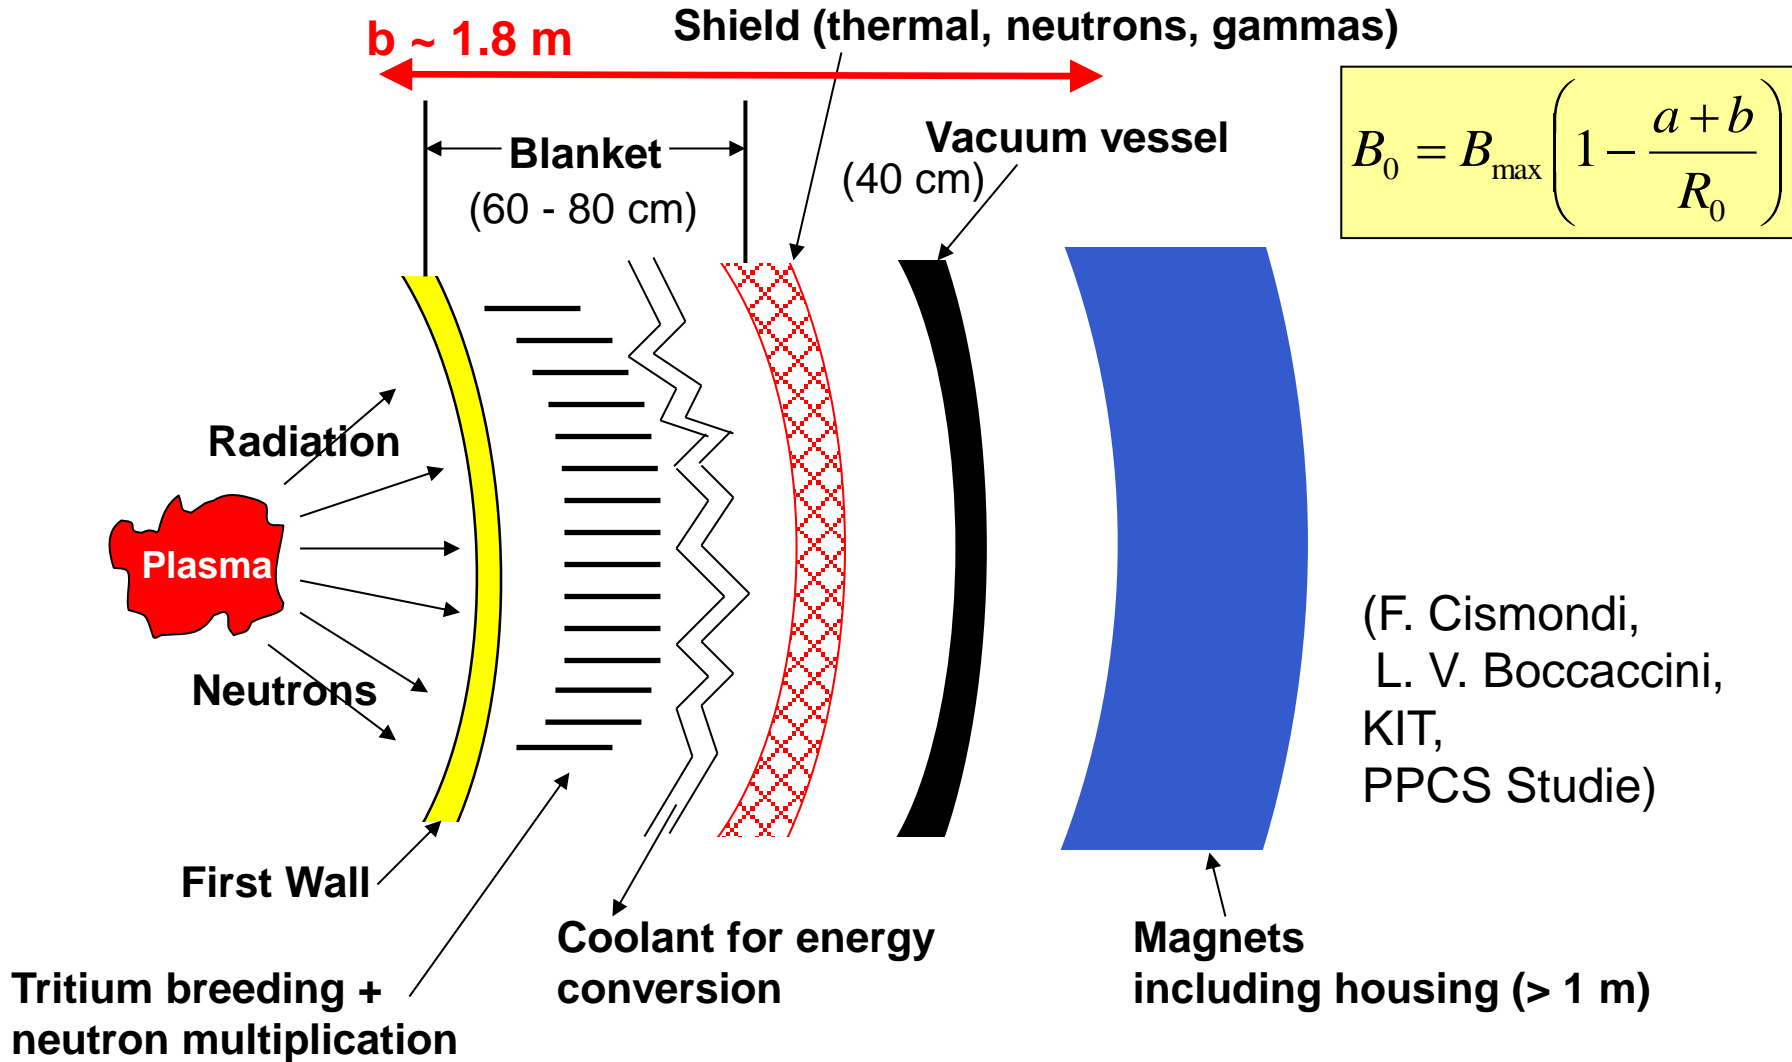 b ~ 1.8 m
Shield (thermal, neutrons, gammas)
B₀ = B_max (1 − (a + b) / R₀)
Blanket
(60 - 80 cm)
Vacuum vessel
(40 cm)
Radiation
Plasma
Neutrons
(F. Cismondi,
L. V. Boccaccini,
KIT,
PPCS Studie)
First Wall
Coolant for energy
conversion
Magnets
including housing (> 1 m)
Tritium breeding +
neutron multiplication